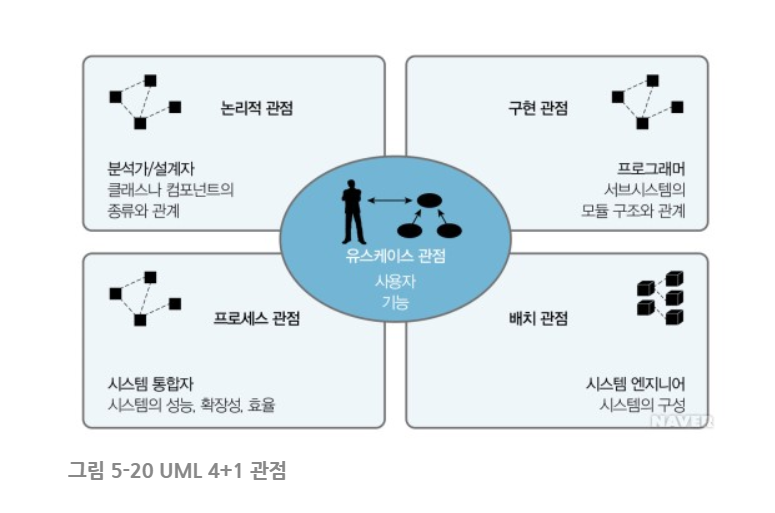 논리적 관점
분석가/설계자
클래스나 컴포넌트의
종류와 관계
구현 관점
프로그래머
서브시스템의
모듈 구조와 관계
유스케이스 관점
사용자
기능
프로세스 관점
시스템 통합자
시스템의 성능, 확장성, 효율
배치 관점
시스템 엔지니어
시스템의 구성
NAVER
그림 5-20 UML 4+1 관점